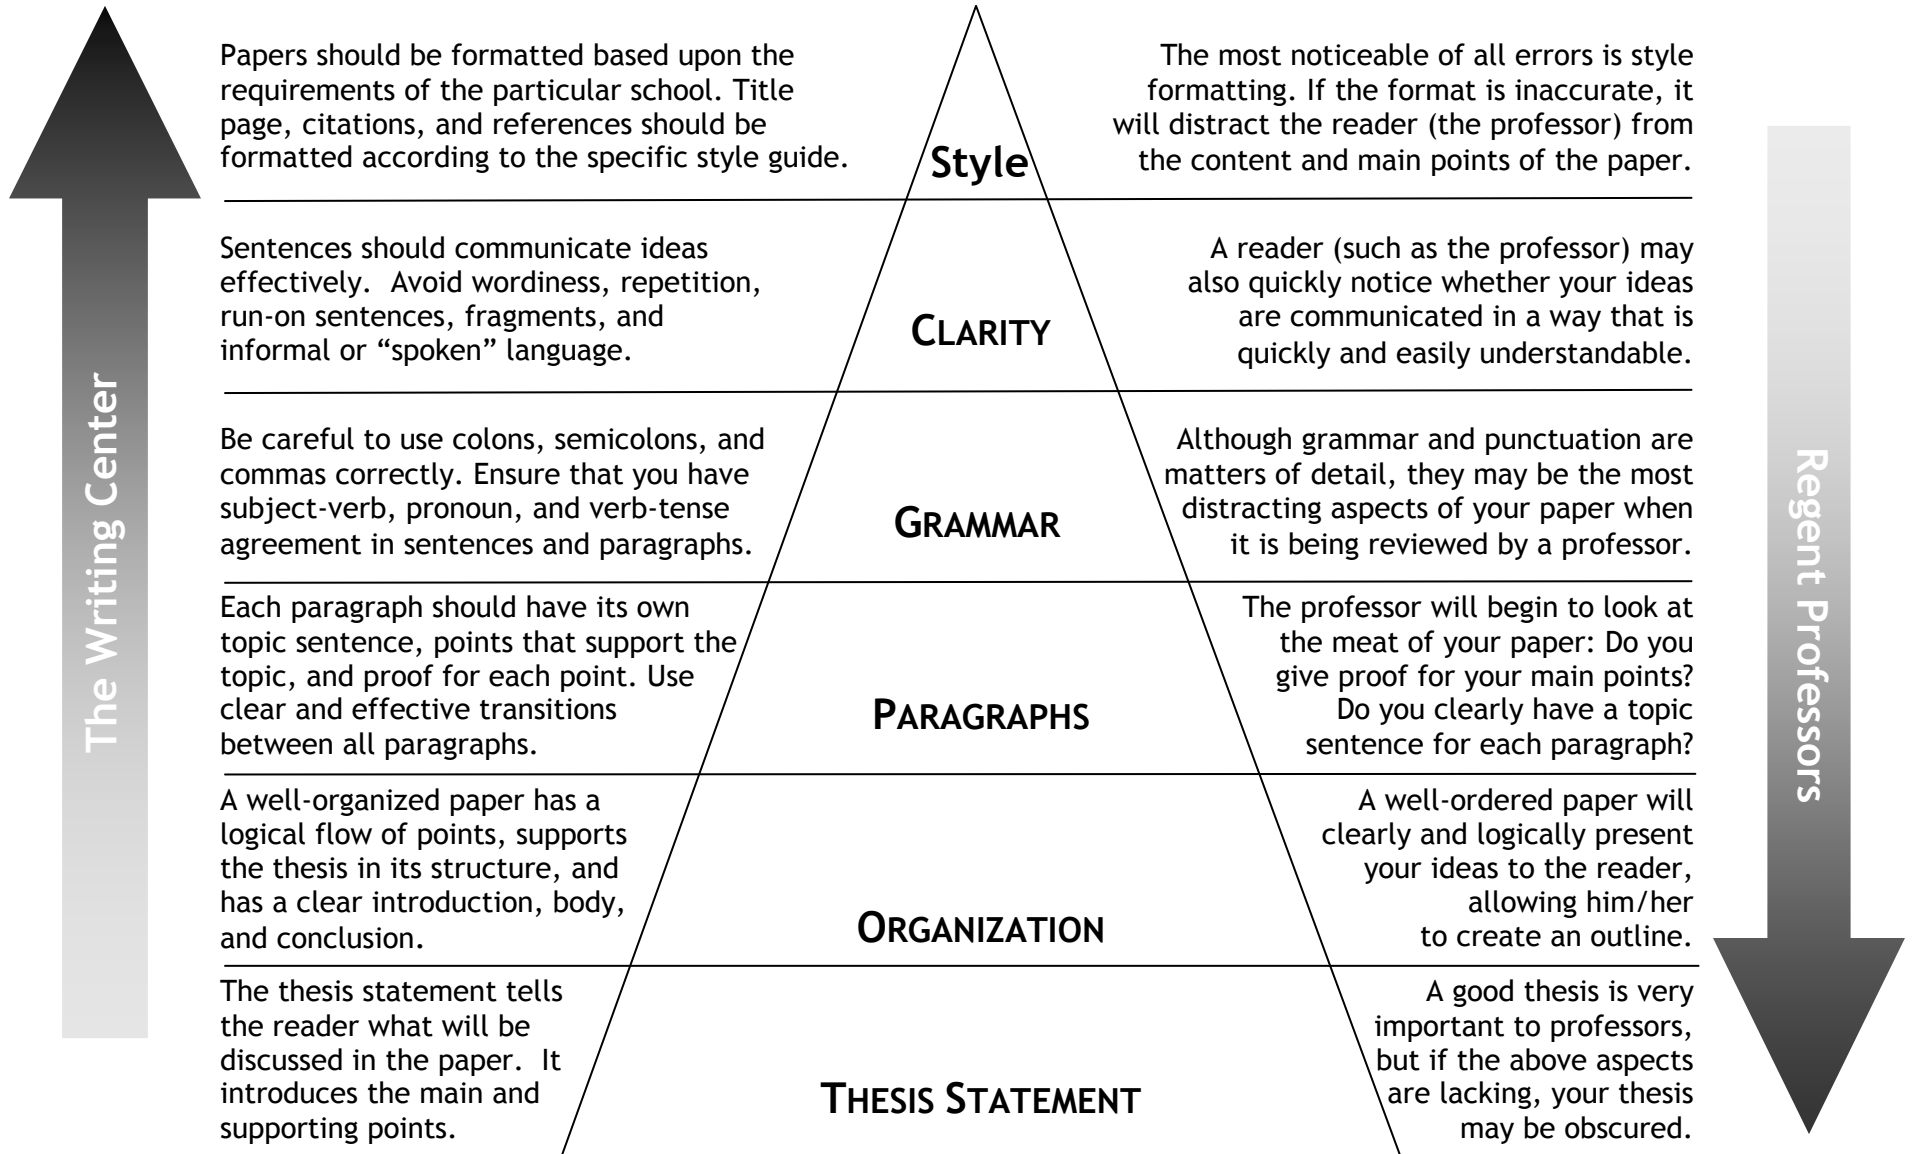 The Writing Center
Papers should be formatted based upon the
requirements of the particular school. Title
page, citations, and references should be
formatted according to the specific style guide.
Style
The most noticeable of all errors is style
formatting. If the format is inaccurate, it
will distract the reader (the professor) from
the content and main points of the paper.
Sentences should communicate ideas
effectively.  Avoid wordiness, repetition,
run-on sentences, fragments, and
informal or “spoken” language.
CLARITY
A reader (such as the professor) may
also quickly notice whether your ideas
are communicated in a way that is
quickly and easily understandable.
Be careful to use colons, semicolons, and
commas correctly. Ensure that you have
subject-verb, pronoun, and verb-tense
agreement in sentences and paragraphs.
GRAMMAR
Although grammar and punctuation are
matters of detail, they may be the most
distracting aspects of your paper when
it is being reviewed by a professor.
Each paragraph should have its own
topic sentence, points that support the
topic, and proof for each point. Use
clear and effective transitions
between all paragraphs.
PARAGRAPHS
The professor will begin to look at
the meat of your paper: Do you
give proof for your main points?
Do you clearly have a topic
sentence for each paragraph?
A well-organized paper has a
logical flow of points, supports
the thesis in its structure, and
has a clear introduction, body,
and conclusion.
ORGANIZATION
A well-ordered paper will
clearly and logically present
your ideas to the reader,
allowing him/her
to create an outline.
The thesis statement tells
the reader what will be
discussed in the paper.  It
introduces the main and
supporting points.
THESIS STATEMENT
A good thesis is very
important to professors,
but if the above aspects
are lacking, your thesis
may be obscured.
Regent Professors